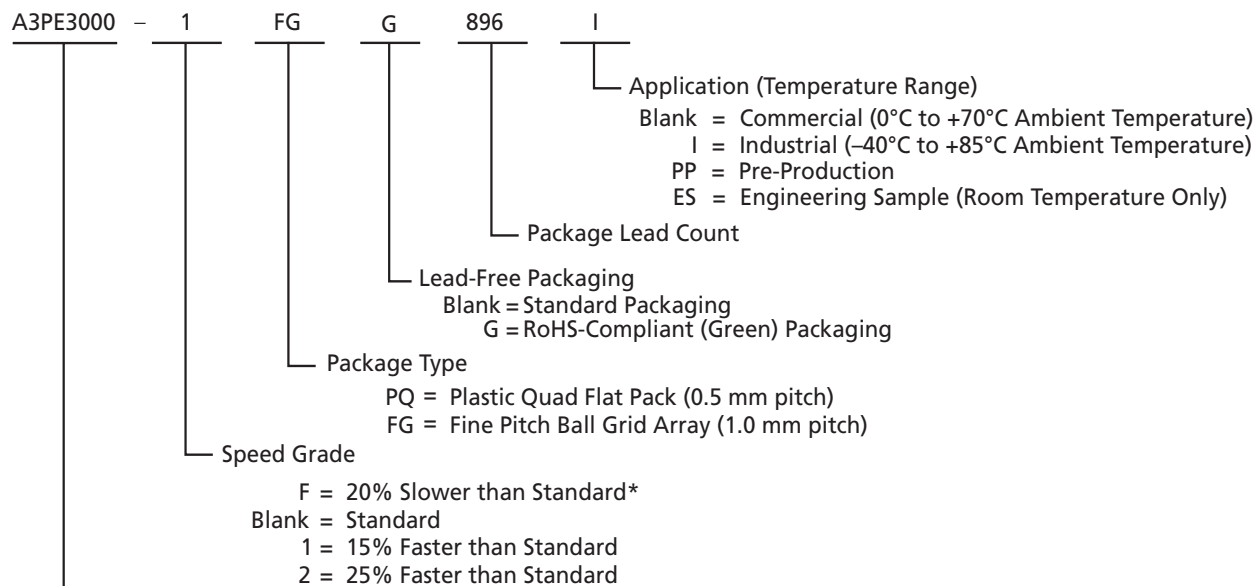 A3PE3000 – 1 FG G 896 I
Application (Temperature Range)
Blank = Commercial (0°C to +70°C Ambient Temperature)
I = Industrial (–40°C to +85°C Ambient Temperature)
PP = Pre-Production
ES = Engineering Sample (Room Temperature Only)
Package Lead Count
Lead-Free Packaging
Blank = Standard Packaging
G = RoHS-Compliant (Green) Packaging
Package Type
PQ = Plastic Quad Flat Pack (0.5 mm pitch)
FG = Fine Pitch Ball Grid Array (1.0 mm pitch)
Speed Grade
F = 20% Slower than Standard*
Blank = Standard
1 = 15% Faster than Standard
2 = 25% Faster than Standard